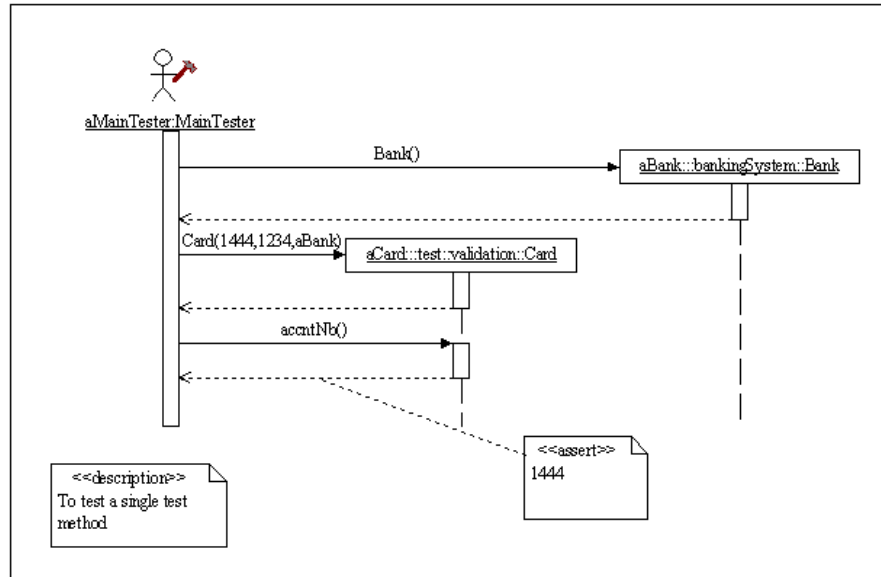 aMainTester:MainTester
Bank()
aBank:::bankingSystem::Bank
Card(1444,1234,aBank)
aCard:::test::validation::Card
accntNb()
<<assert>>
1444
<<description>>
To test a single test
method